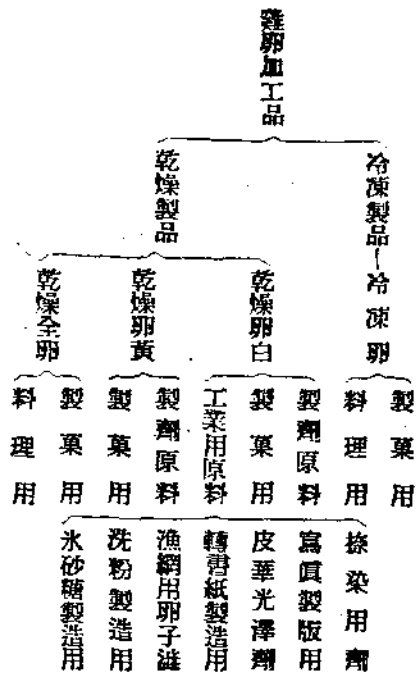 雞卵加工品
冷凍製品—冷凍卵
製菓用
料理用
乾燥製品
乾燥卵白
製劑原料
製菓用
工業用原料
捺染用劑
寫眞製版用
皮革光澤劑
轉寫紙製造用
漁網用卵子澁
洗粉製造用
氷砂糖製造用
乾燥卵黃
製劑原料
製菓用
乾燥全卵
製菓用
料理用